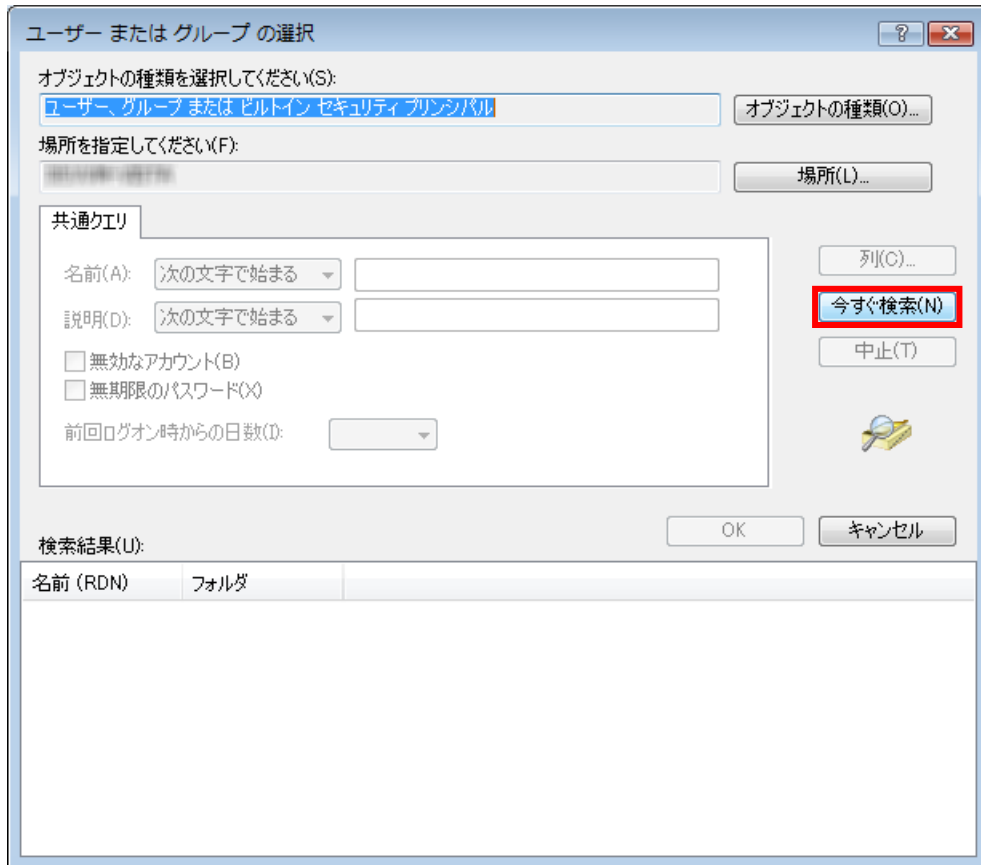 ユーザー または グループ の選択
オブジェクトの種類を選択してください(S):
ユーザー、グループ または ビルトイン セキュリティ プリンシパル
オブジェクトの種類(O)...
場所を指定してください(F):
場所(L)...
共通クエリ
名前(A): 次の文字で始まる
列(C)...
説明(D): 次の文字で始まる
今すぐ検索(N)
無効なアカウント(B)
中止(T)
無期限のパスワード(X)
前回ログオン時からの日数(I):
OK
キャンセル
検索結果(U):
名前 (RDN) フォルダ